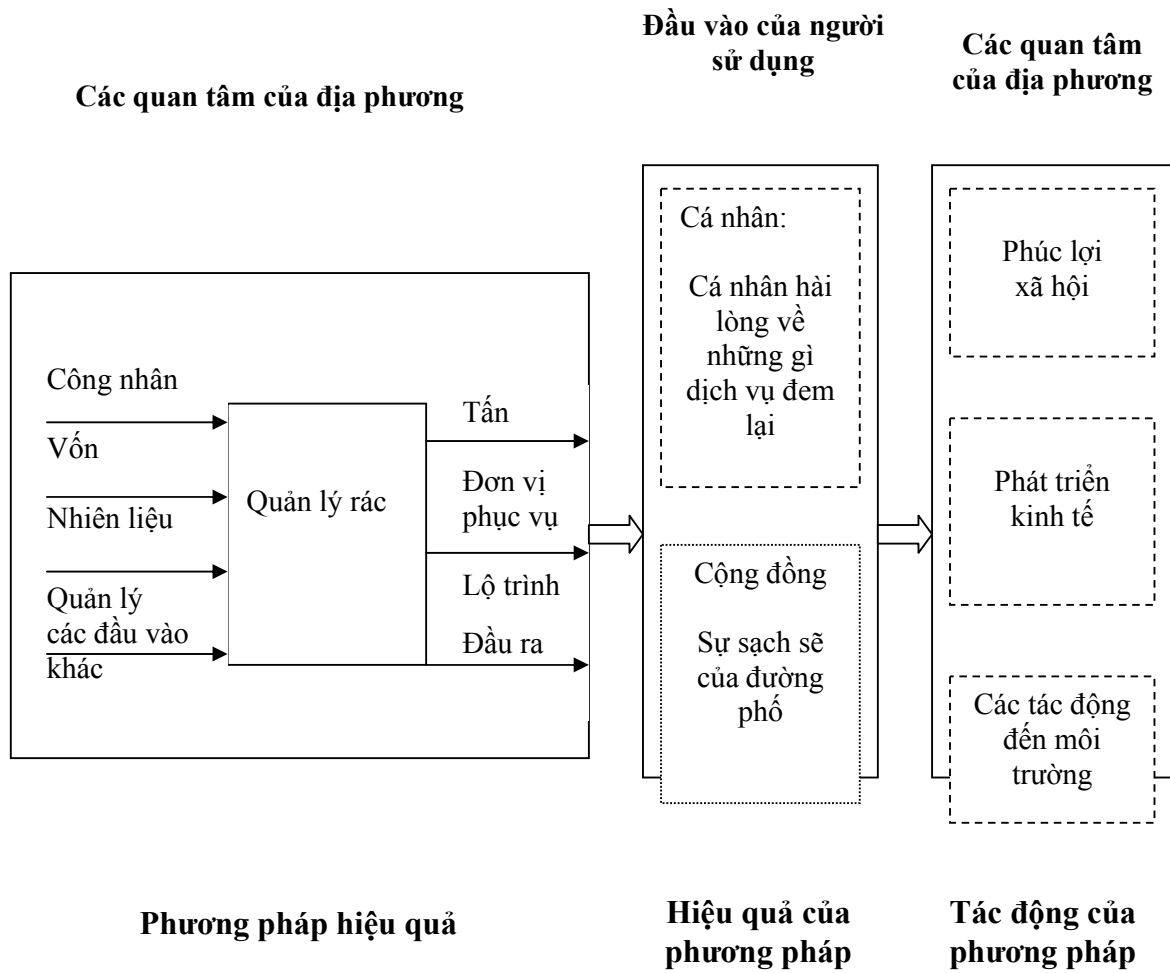 Đầu vào của người
sử dụng
Các quan tâm
của địa phương
Các quan tâm của địa phương
Công nhân
Vốn
Nhiên liệu
Quản lý
các đầu vào
khác
Quản lý rác
Tấn
Đơn vị
phục vụ
Lộ trình
Đầu ra
Cá nhân:
Cá nhân hài
lòng về
những gì
dịch vụ đem
lại
Cộng đồng
Sự sạch sẽ
của đường
phố
Phúc lợi
xã hội
Phát triển
kinh tế
Các tác động
đến môi
trường
Phương pháp hiệu quả
Hiệu quả của
phương pháp
Tác động của
phương pháp